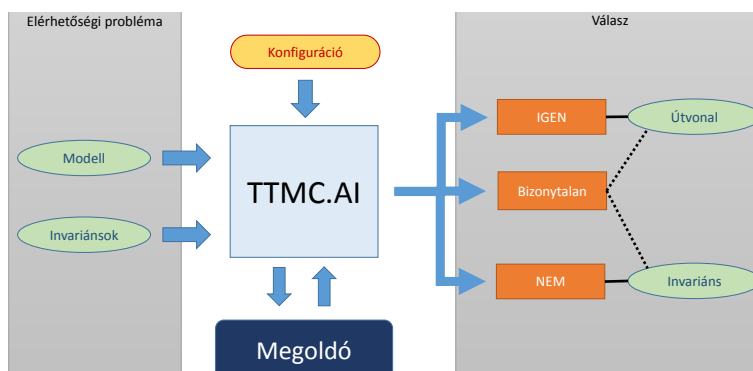 Elérhetőségi probléma
Válasz
Konfiguráció
Modell
Invariánsok
TTMC.AI
Megoldó
IGEN
Útvonal
Bizonytalan
NEM
Invariáns